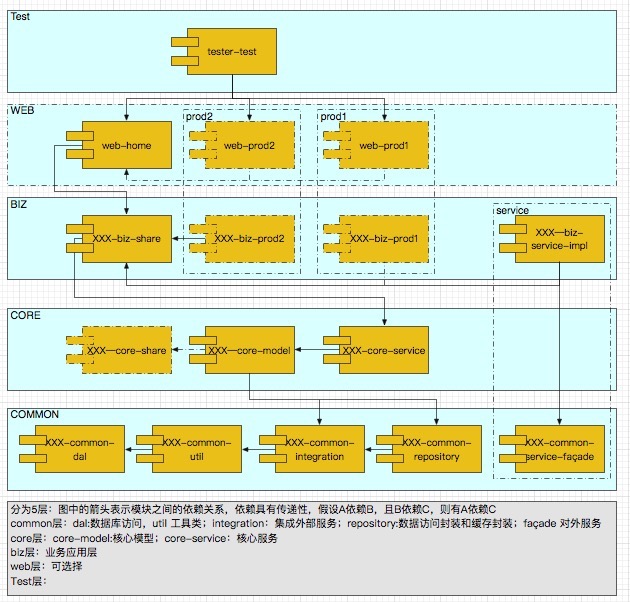 Test
tester-test
WEB
prod2
prod1
web-home
web-prod2
web-prod1
BIZ
service
XXX-biz-share
XXX-biz-prod2
XXX-biz-prod1
XXX—biz-
service-impl
CORE
XXX—core-share
XXX—core-model
XXX-core-service
COMMON
XXX-common-
dal
XXX-common-
util
XXX-common-
integration
XXX-common-
repository
XXX-common-
service-façade
分为5层：图中的箭头表示模块之间的依赖关系，依赖具有传递性，假设A依赖B，且B依赖C，则有A依赖C
common层：dal:数据库访问，util 工具类；integration：集成外部服务；repository:数据访问封装和缓存封装；façade 对外服务
core层：core-model:核心模型；core-service：核心服务
biz层：业务应用层
web层：可选择
Test层：